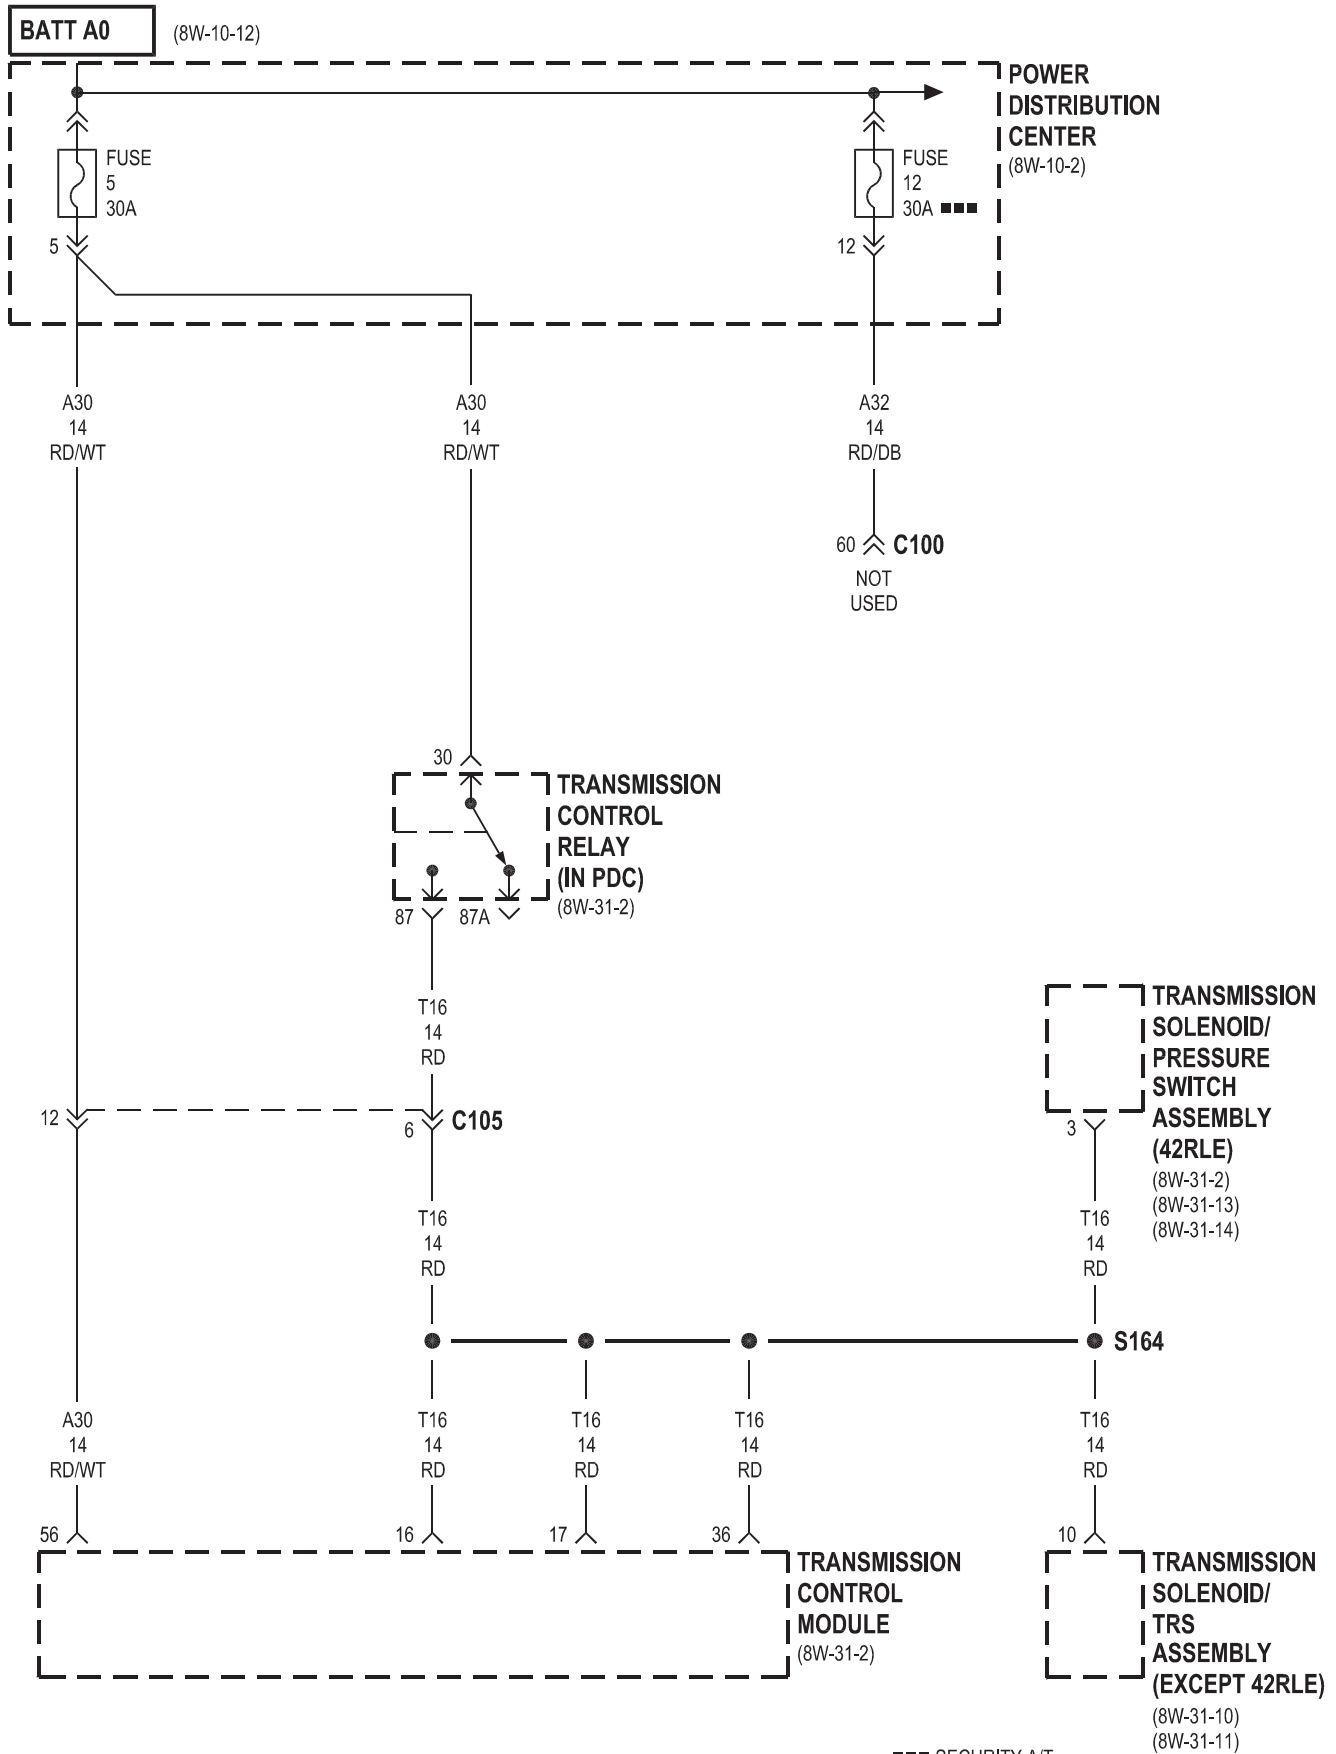 BATT A0 (8W-10-12)
POWER
DISTRIBUTION
CENTER
(8W-10-2)
FUSE
5
30A
5
FUSE
12
30A
12
A30
14
RD/WT
A30
14
RD/WT
A32
14
RD/DB
60 C100
NOT
USED
30
TRANSMISSION
CONTROL
RELAY
(IN PDC)
(8W-31-2)
87 87A
T16
14
RD
12
6 C105
TRANSMISSION
SOLENOID/
PRESSURE
SWITCH
ASSEMBLY
(42RLE)
(8W-31-2)
(8W-31-13)
(8W-31-14)
3
T16
14
RD
T16
14
RD
S164
A30
14
RD/WT
T16
14
RD
T16
14
RD
T16
14
RD
T16
14
RD
56 16 17 36 10
TRANSMISSION
CONTROL
MODULE
(8W-31-2)
TRANSMISSION
SOLENOID/
TRS
ASSEMBLY
(EXCEPT 42RLE)
(8W-31-10)
(8W-31-11)
SECURITY A/T